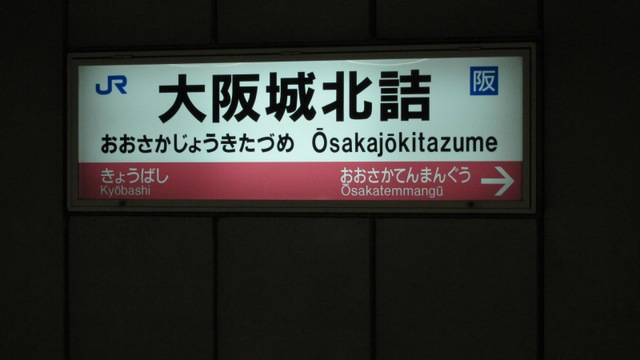 JR 大阪城北詰 阪
おおさかじょうきたづめ Ōsakajōkitazume
きょうばし おおさかてんまんぐう →
Kyōbashi Ōsakatemmangū